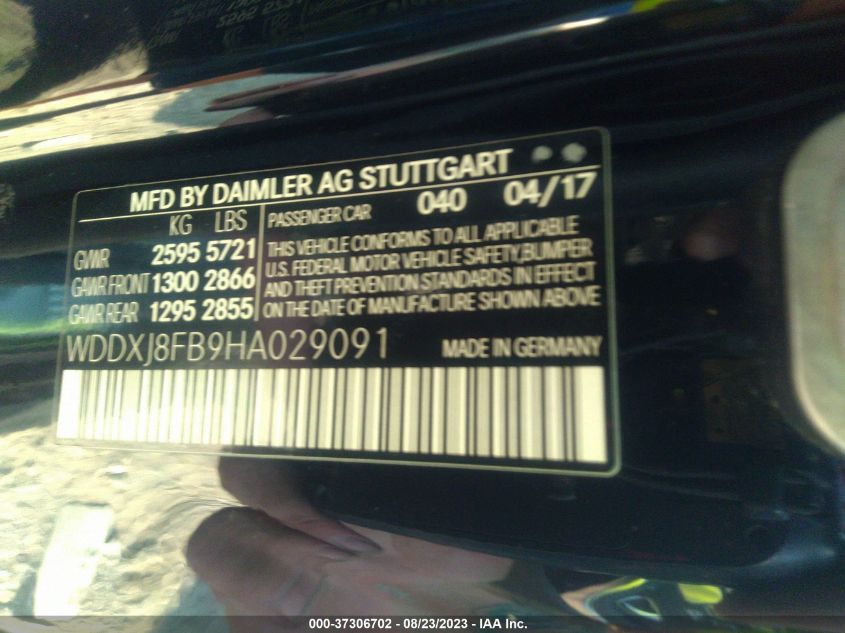 MFD BY DAIMLER AG STUTTGART
KG LBS
GVWR 2595 5721
GAWR FRONT 1300 2866
GAWR REAR 1295 2855
PASSENGER CAR 040 04/17
THIS VEHICLE CONFORMS TO ALL APPLICABLE
U.S. FEDERAL MOTOR VEHICLE SAFETY,BUMPER
AND THEFT PREVENTION STANDARDS IN EFFECT
ON THE DATE OF MANUFACTURE SHOWN ABOVE
WDDXJ8FB9HA029091 MADE IN GERMANY
000-37306702 - 08/23/2023 - IAA Inc.